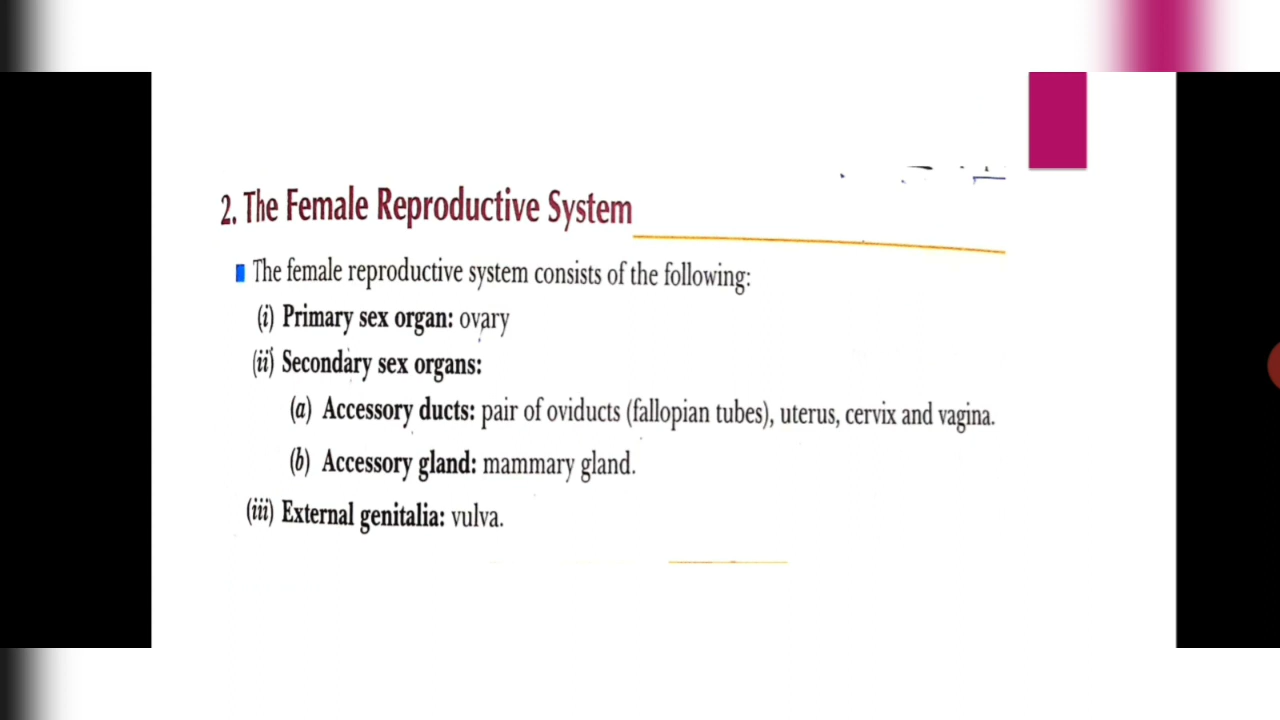 2. The Female Reproductive System
The female reproductive system consists of the following:
(i) Primary sex organ: ovary
(ii) Secondary sex organs:
(a) Accessory ducts: pair of oviducts (fallopian tubes), uterus, cervix and vagina.
(b) Accessory gland: mammary gland.
(iii) External genitalia: vulva.